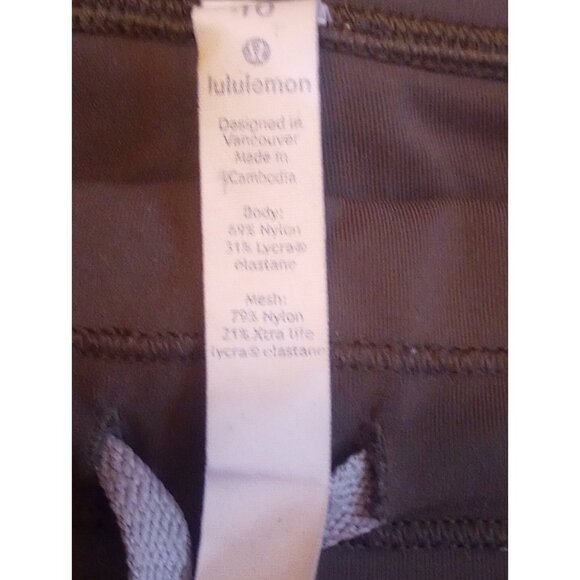 10
lululemon
Designed in
Vancouver
Made in
Cambodia
Body:
69% Nylon
31% Lycra®
elastane
Mesh:
79% Nylon
21% Xtra life
lycra® elastane